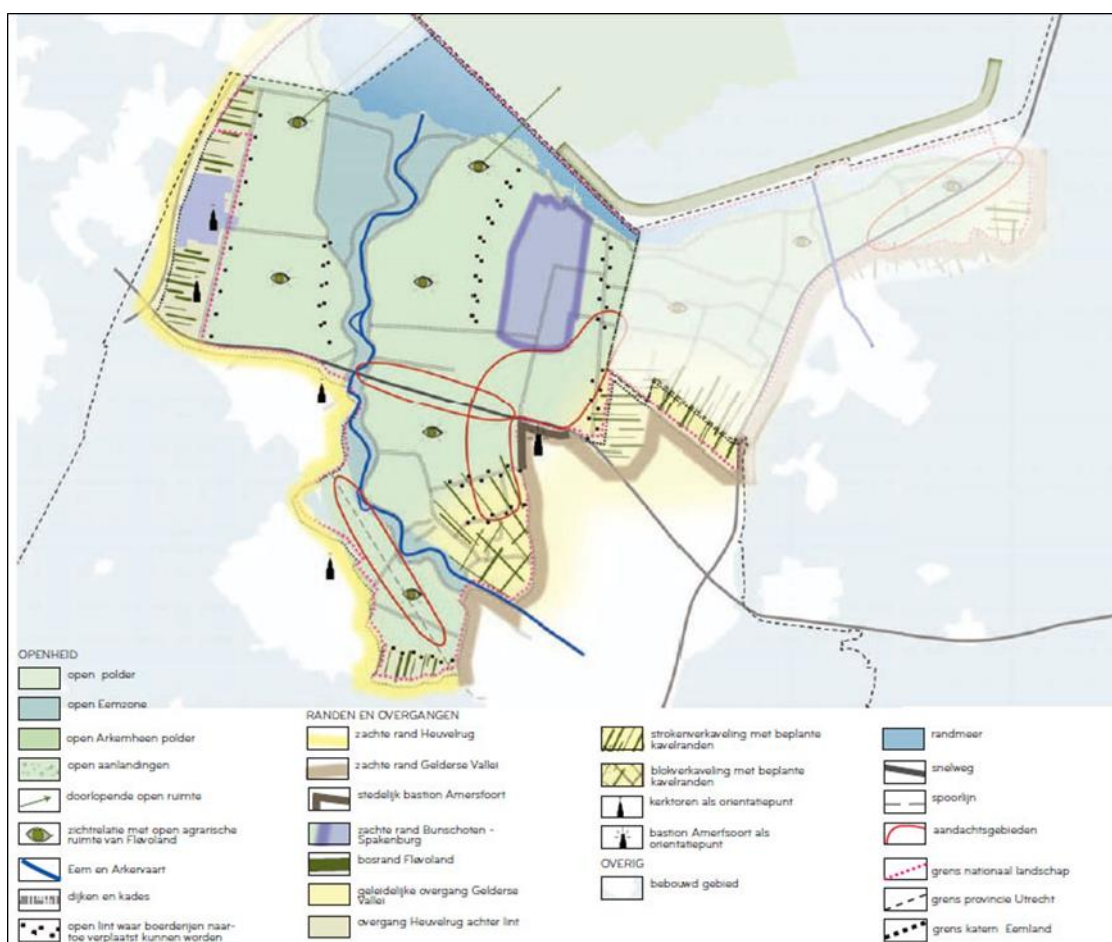 OPENHEID
open polder
open Eemzone
open Arkemheen polder
open aanlandingen
doorlopende open ruimte
zichtrelatie met open agrarische
ruimte van Flevoland
Eem en Arkervaart
dijken en kades
open lint waar boerderijen naar-
toe verplaatst kunnen worden
RANDEN EN OVERGANGEN
zachte rand Heuvelrug
zachte rand Gelderse Vallei
stedelijk bastion Amersfoort
zachte rand Bunschoten -
Spakenburg
bosrand Flevoland
geleidelijke overgang Gelderse
Vallei
overgang Heuvelrug achter lint
strokenverkaveling met beplante
kavelranden
blokverkaveling met beplante
kavelranden
kerktoren als orientatiepunt
bastion Amerfsoort als
orientatiepunt
OVERIG
bebouwd gebied
randmeer
snelweg
spoorlijn
aandachtsgebieden
grens nationaal landschap
grens provincie Utrecht
grens katern Eemland